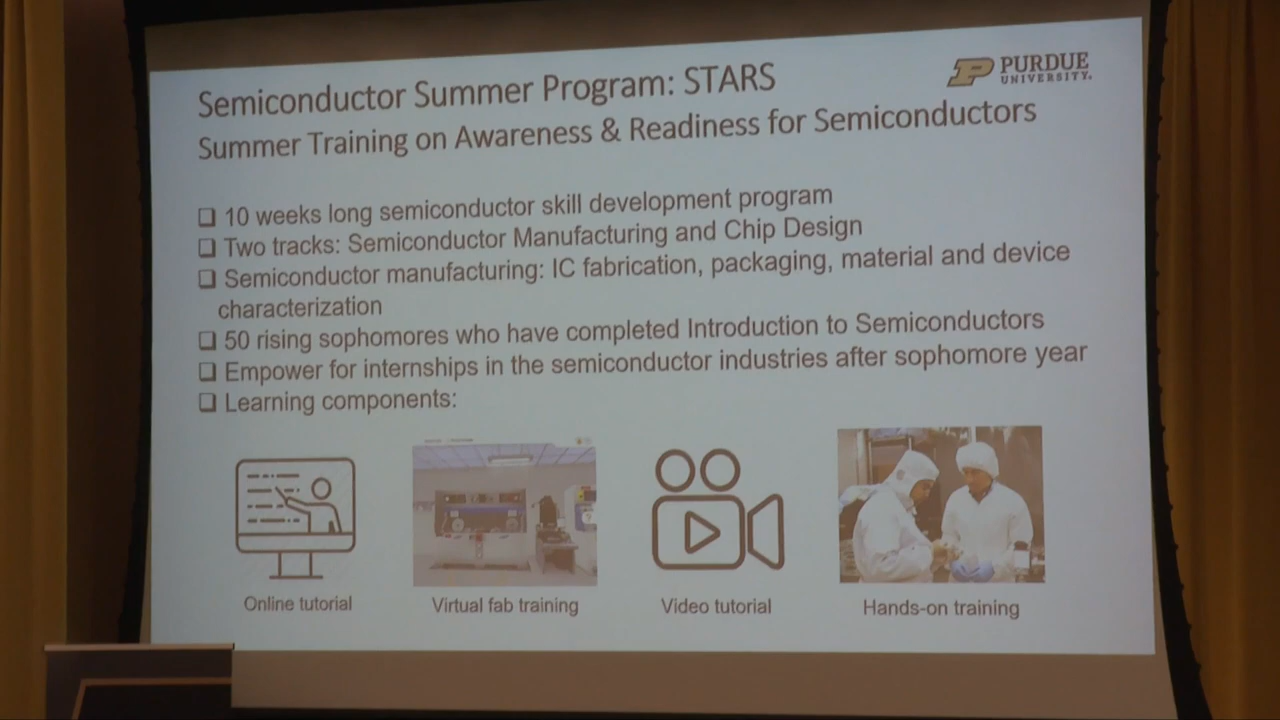 Semiconductor Summer Program: STARS
PURDUE
UNIVERSITY.
Summer Training on Awareness & Readiness for Semiconductors
❑ 10 weeks long semiconductor skill development program
❑ Two tracks: Semiconductor Manufacturing and Chip Design
❑ Semiconductor manufacturing: IC fabrication, packaging, material and device
characterization
❑ 50 rising sophomores who have completed Introduction to Semiconductors
❑ Empower for internships in the semiconductor industries after sophomore year
❑ Learning components:
Online tutorial
Virtual fab training
Video tutorial
Hands-on training